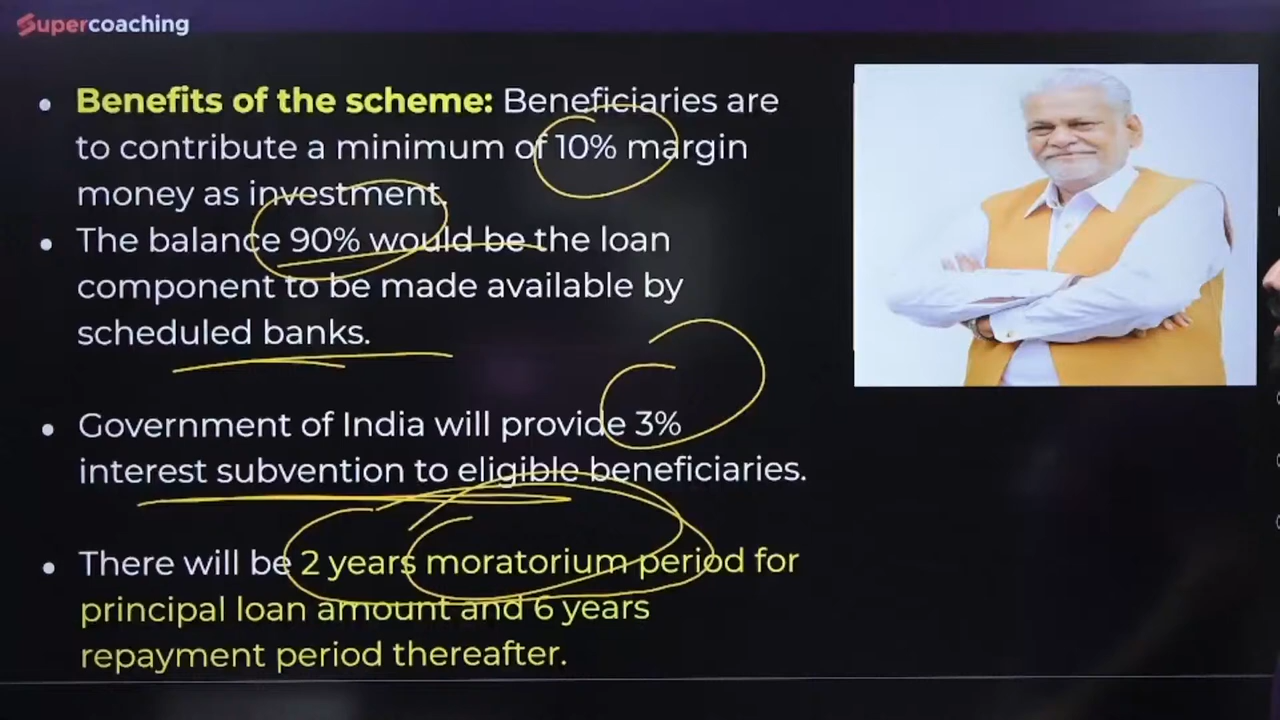 Supercoaching
• Benefits of the scheme: Beneficiaries are
to contribute a minimum of 10% margin
money as investment.
• The balance 90% would be the loan
component to be made available by
scheduled banks.
• Government of India will provide 3%
interest subvention to eligible beneficiaries.
• There will be 2 years moratorium period for
principal loan amount and 6 years
repayment period thereafter.